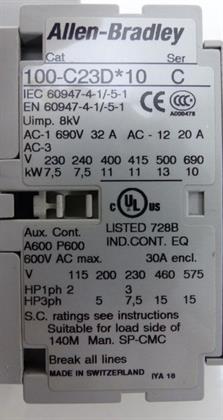 Allen-Bradley
Cat Ser
100-C23D*10 C
IEC 60947-4-1/-5-1
EN 60947-4-1/-5-1
CCC
A009478
Uimp. 8kV
AC-1 690V 32 A AC - 12 20 A
AC-3
V 230 240 400 415 500 690
kW 7,5 7,5 11 11 13 10
C UL US
Aux. Cont. LISTED 728B
A600 P600 IND.CONT. EQ
600V AC max. 30A encl.
V 115 200 230 460 575
HP1ph 2 3
HP3ph 5 7,5 15 15
S.C. ratings see instructions
Suitable for load side of
140M Man. SP-CMC
Break all lines
MADE IN SWITZERLAND IYA 18